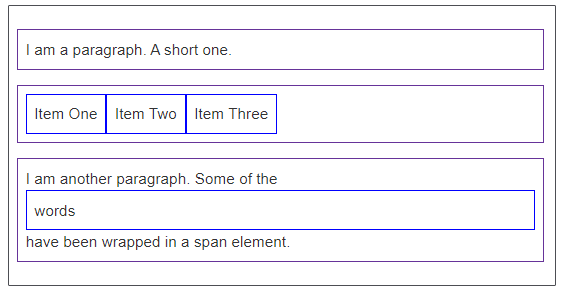 I am a paragraph. A short one.
Item One Item Two Item Three
I am another paragraph. Some of the
words
have been wrapped in a span element.